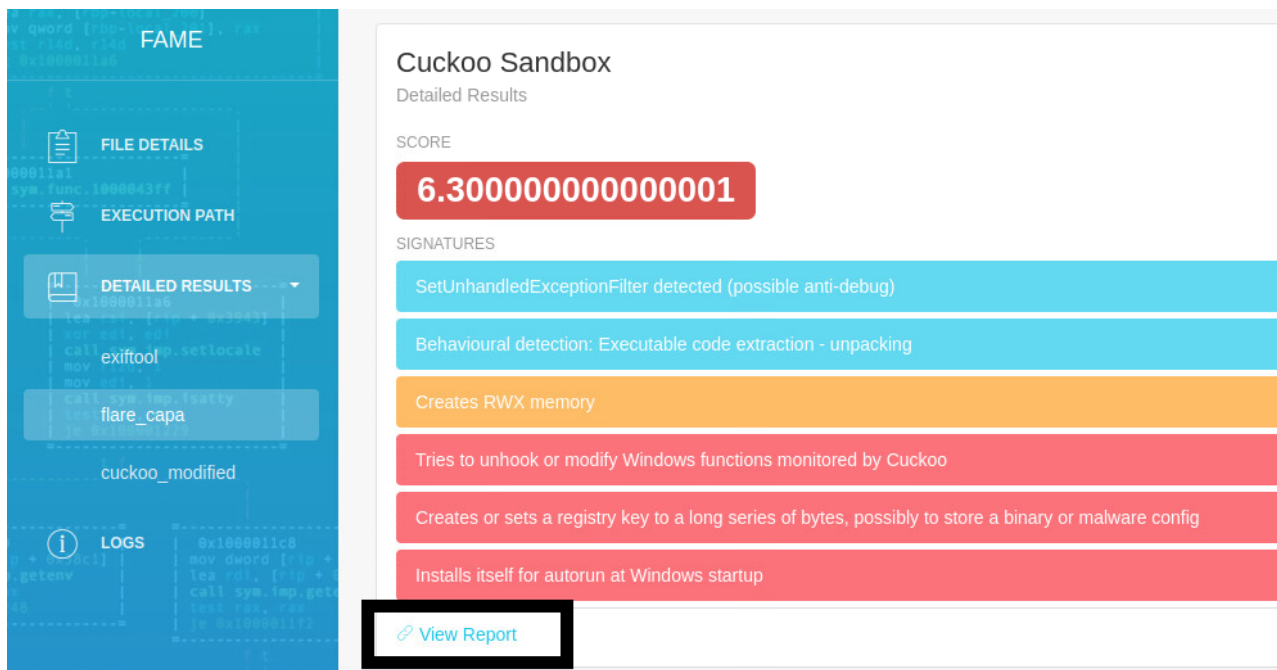 FAME
FILE DETAILS
EXECUTION PATH
DETAILED RESULTS
exiftool
flare_capa
cuckoo_modified
LOGS
Cuckoo Sandbox
Detailed Results
SCORE
6.300000000000001
SIGNATURES
SetUnhandledExceptionFilter detected (possible anti-debug)
Behavioural detection: Executable code extraction - unpacking
Creates RWX memory
Tries to unhook or modify Windows functions monitored by Cuckoo
Creates or sets a registry key to a long series of bytes, possibly to store a binary or malware config
Installs itself for autorun at Windows startup
View Report